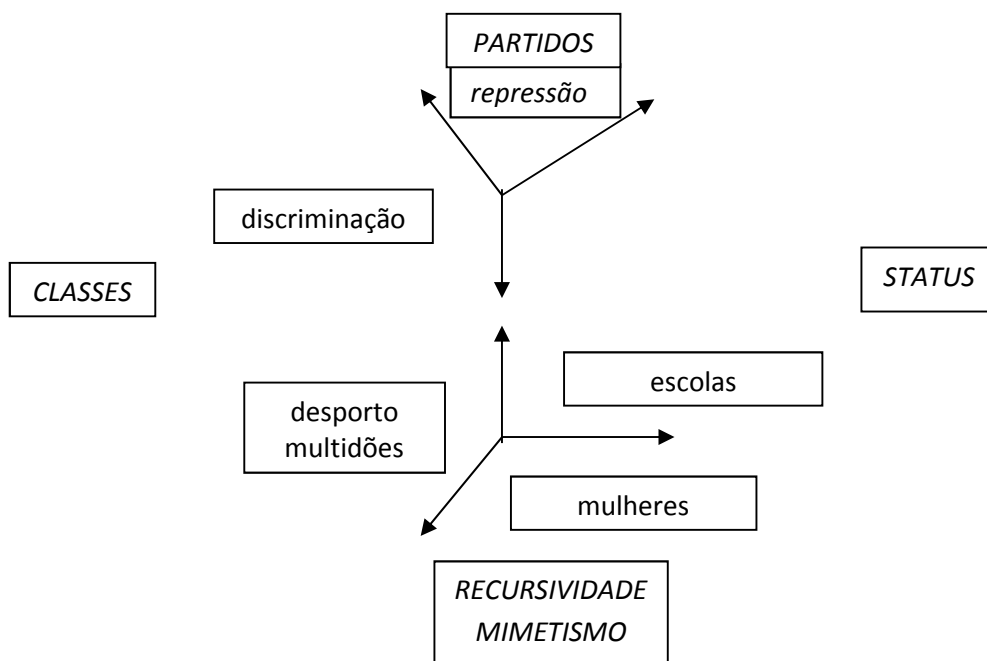 PARTIDOS
repressão
discriminação
CLASSES
STATUS
escolas
desporto
multidões
mulheres
RECURSIVIDADE
MIMETISMO